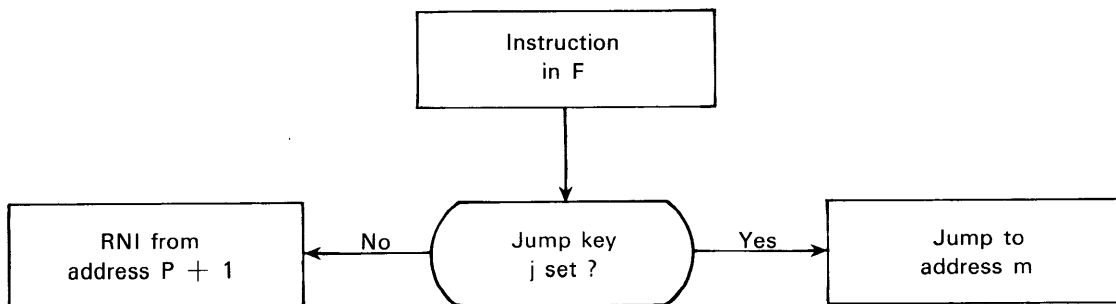 Instruction
in F
RNI from
address P + 1
No
Jump key
j set ?
Yes
Jump to
address m